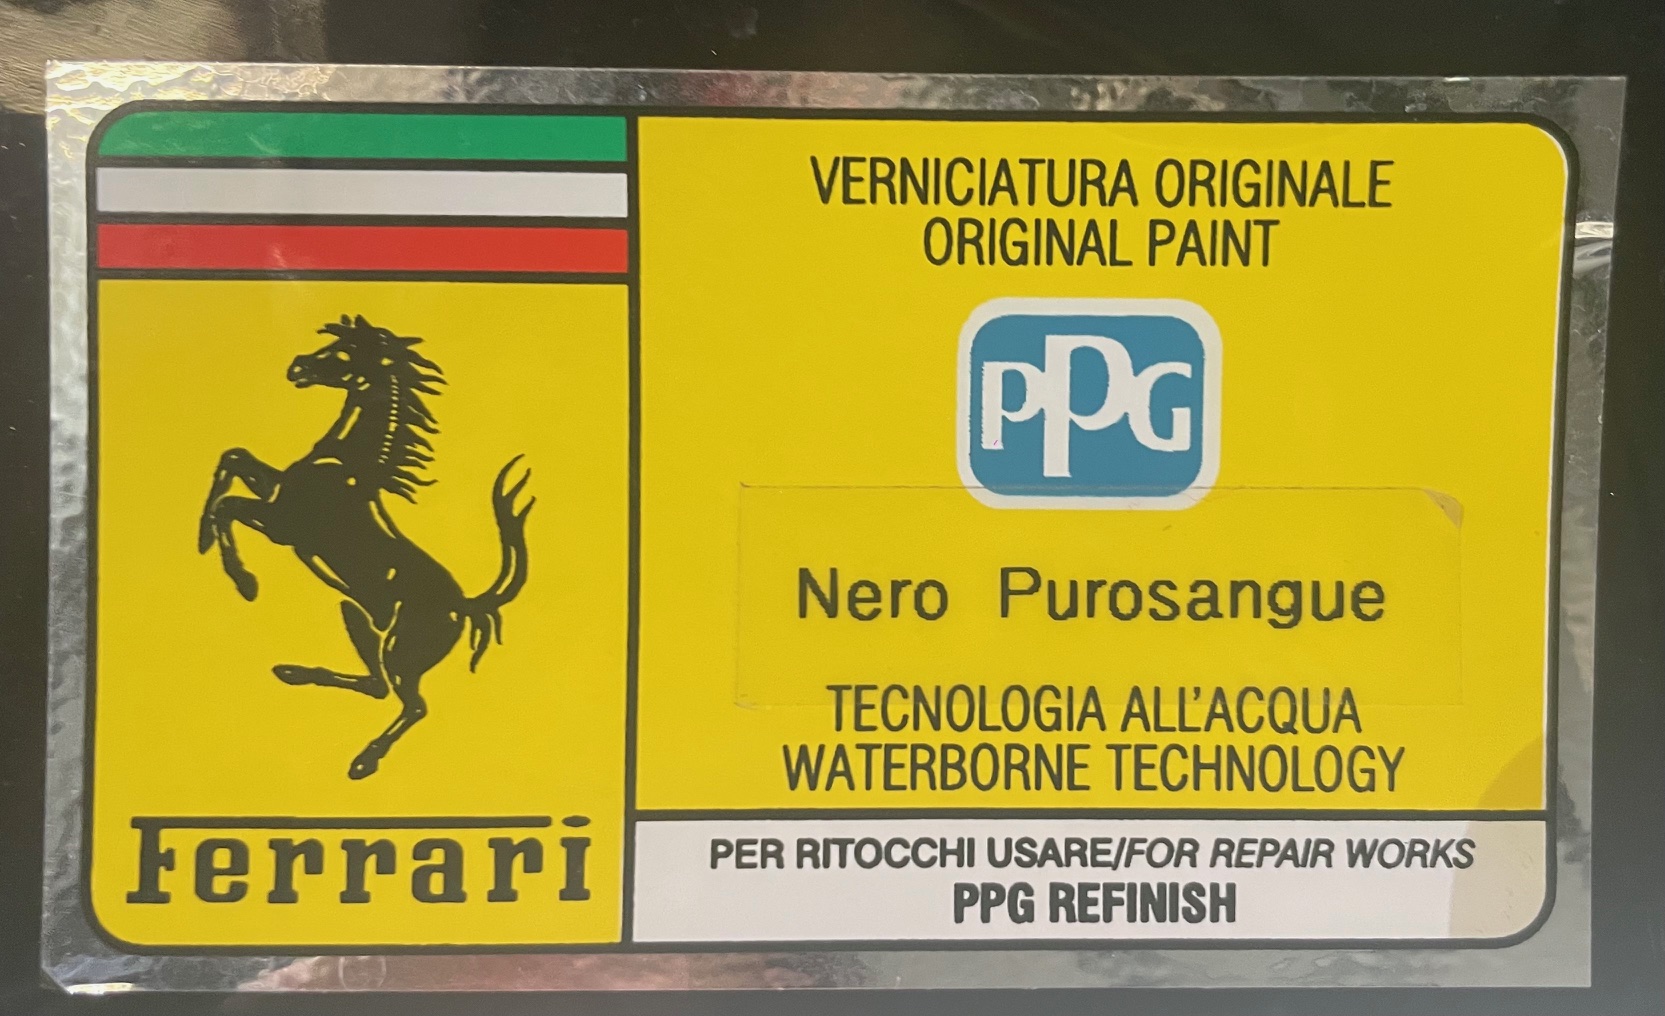 VERNICIATURA ORIGINALE
ORIGINAL PAINT
PPG
Nero Purosangue
TECNOLOGIA ALL'ACQUA
WATERBORNE TECHNOLOGY
Ferrari
PER RITOCCHI USARE/FOR REPAIR WORKS
PPG REFINISH